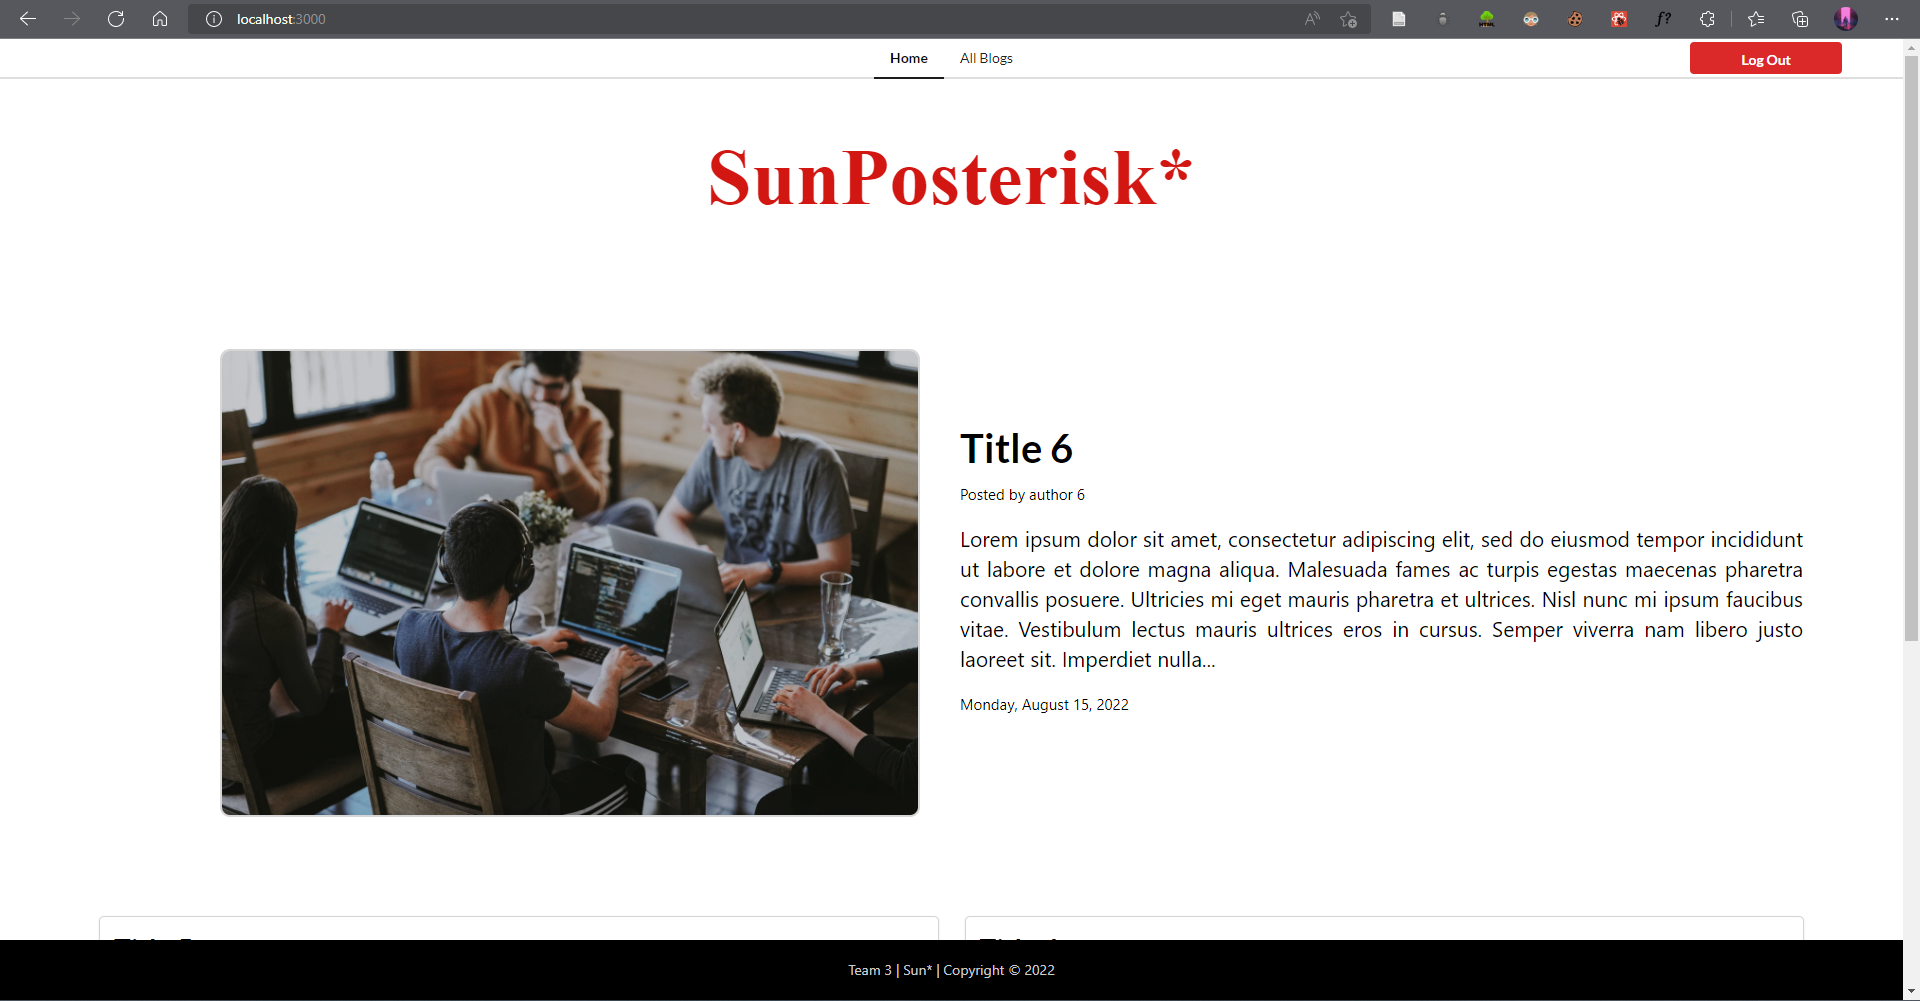 localhost:3000
Home
All Blogs
Log Out
SunPosterisk*
Title 6
Posted by author 6
Lorem ipsum dolor sit amet, consectetur adipiscing elit, sed do eiusmod tempor incididunt
ut labore et dolore magna aliqua. Malesuada fames ac turpis egestas maecenas pharetra
convallis posuere. Ultricies mi eget mauris pharetra et ultrices. Nisl nunc mi ipsum faucibus
vitae. Vestibulum lectus mauris ultrices eros in cursus. Semper viverra nam libero justo
laoreet sit. Imperdiet nulla...
Monday, August 15, 2022
Team 3 | Sun* | Copyright © 2022